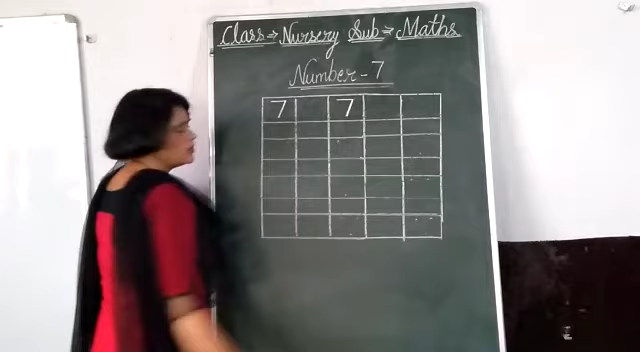 Class ⇒ Nursery Sub ⇒ Maths
Number - 7
7 7